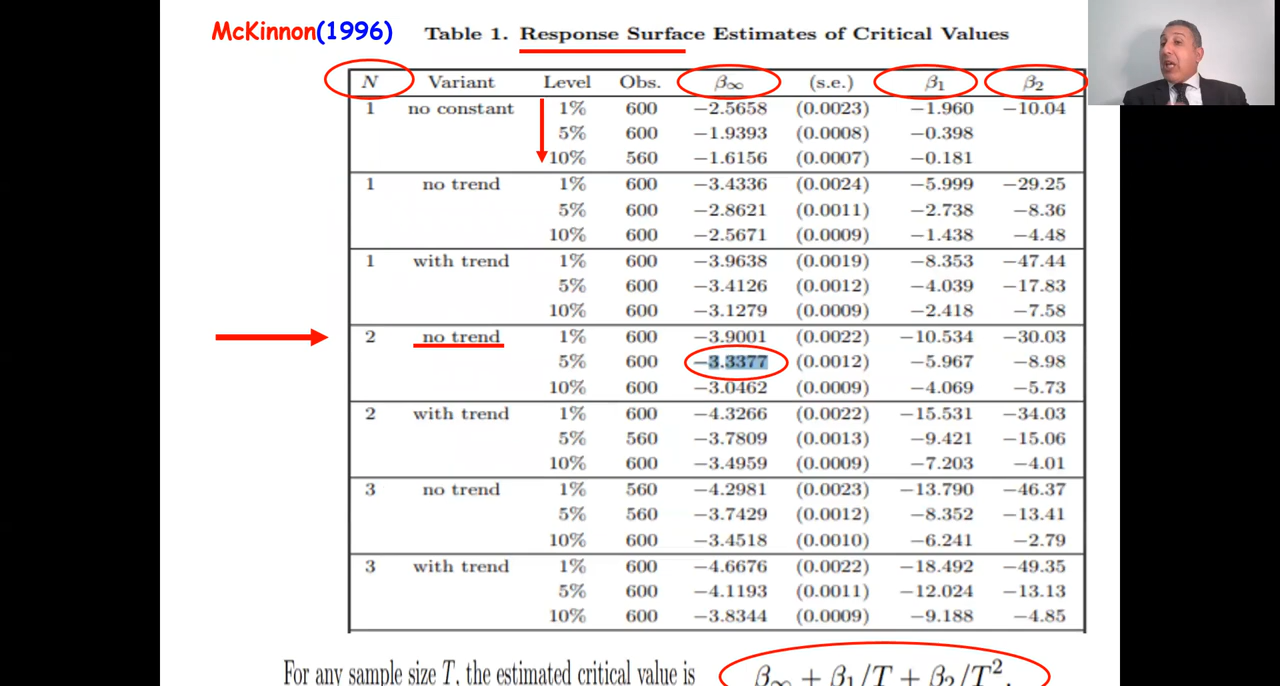 McKinnon(1996) Table 1. Response Surface Estimates of Critical Values
N Variant Level Obs. β∞ (s.e.) β1 β2
1 no constant 1% 600 −2.5658 (0.0023) −1.960 −10.04
5% 600 −1.9393 (0.0008) −0.398
10% 560 −1.6156 (0.0007) −0.181
1 no trend 1% 600 −3.4336 (0.0024) −5.999 −29.25
5% 600 −2.8621 (0.0011) −2.738 −8.36
10% 600 −2.5671 (0.0009) −1.438 −4.48
1 with trend 1% 600 −3.9638 (0.0019) −8.353 −47.44
5% 600 −3.4126 (0.0012) −4.039 −17.83
10% 600 −3.1279 (0.0009) −2.418 −7.58
2 no trend 1% 600 −3.9001 (0.0022) −10.534 −30.03
5% 600 −3.3377 (0.0012) −5.967 −8.98
10% 600 −3.0462 (0.0009) −4.069 −5.73
2 with trend 1% 600 −4.3266 (0.0022) −15.531 −34.03
5% 560 −3.7809 (0.0013) −9.421 −15.06
10% 600 −3.4959 (0.0009) −7.203 −4.01
3 no trend 1% 560 −4.2981 (0.0023) −13.790 −46.37
5% 560 −3.7429 (0.0012) −8.352 −13.41
10% 600 −3.4518 (0.0010) −6.241 −2.79
3 with trend 1% 600 −4.6676 (0.0022) −18.492 −49.35
5% 600 −4.1193 (0.0011) −12.024 −13.13
10% 600 −3.8344 (0.0009) −9.188 −4.85
For any sample size T, the estimated critical value is β∞ + β1/T + β2/T².